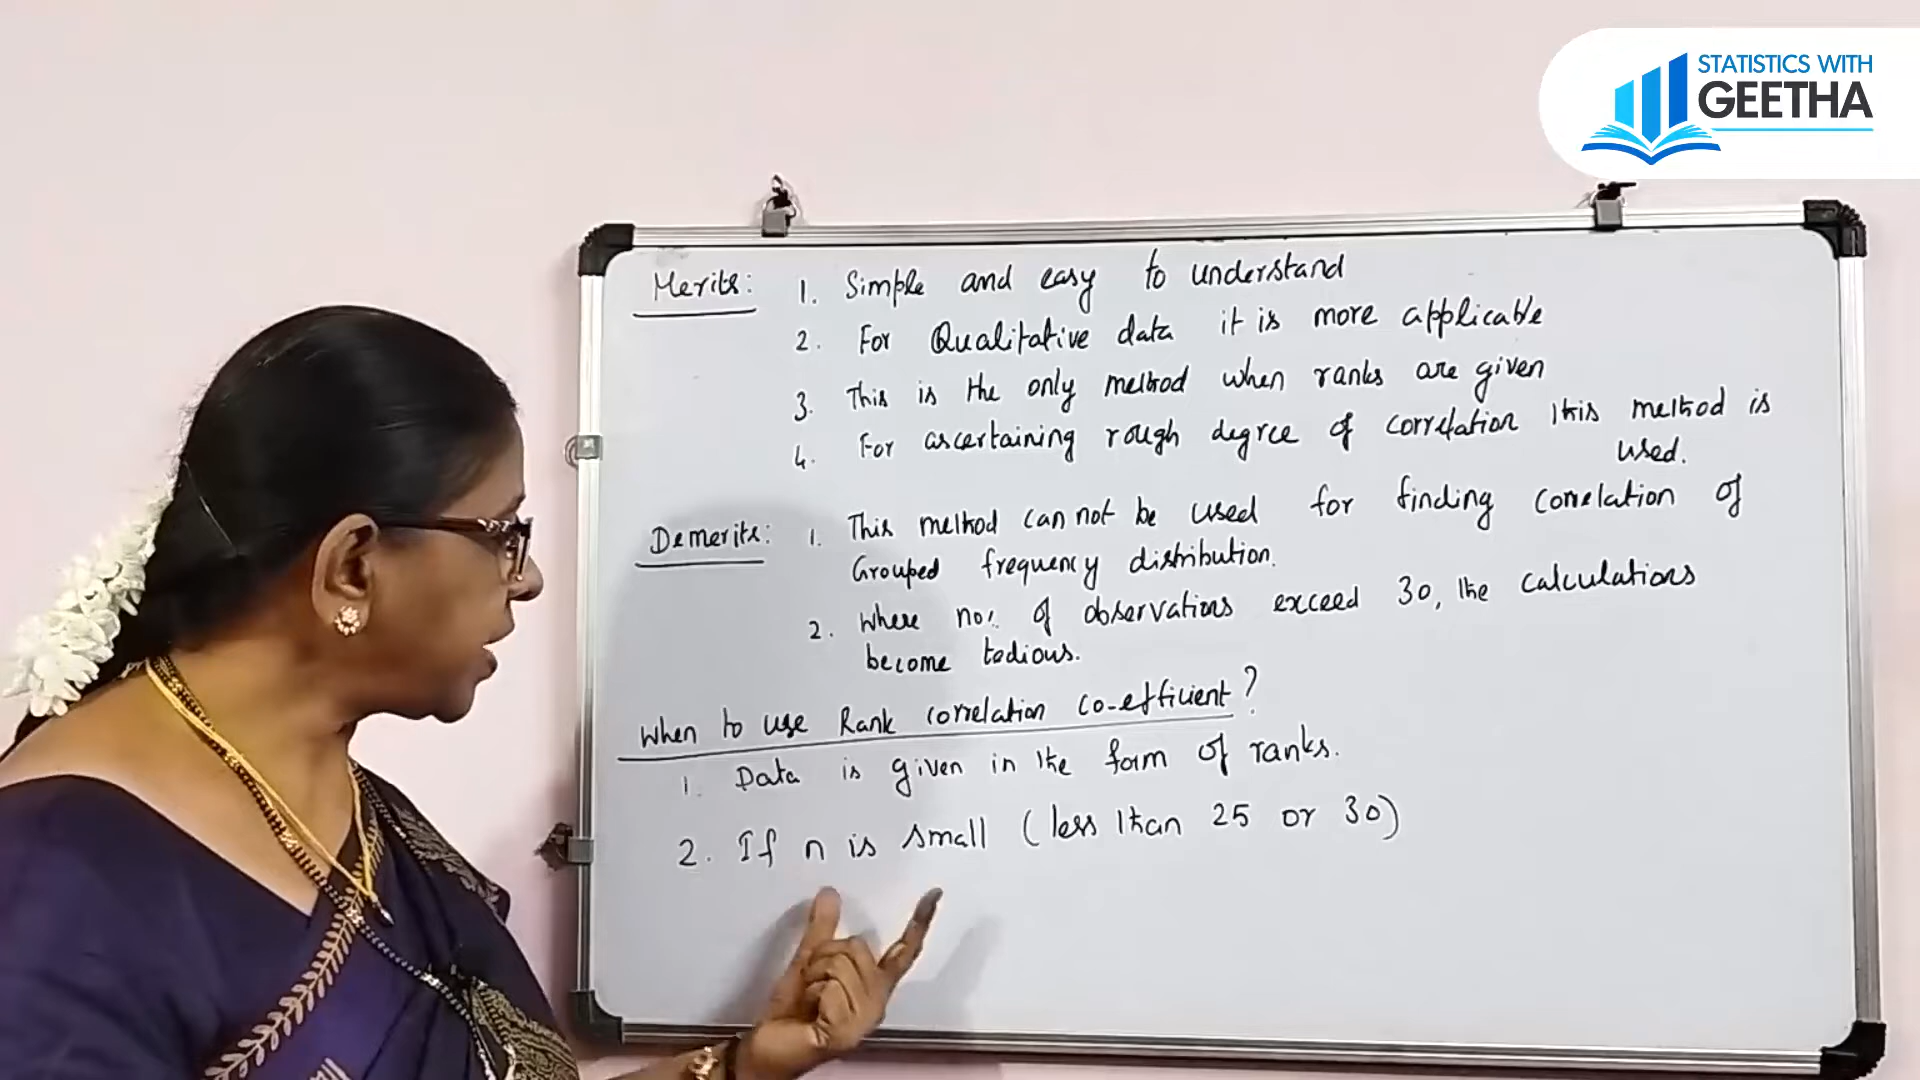 STATISTICS WITH
GEETHA
Merits: 1. Simple and easy to understand
2. For Qualitative data it is more applicable
3. This is the only method when ranks are given
4. For ascertaining rough degree of correlation this method is
used.
Demerits: 1. This method can not be used for finding correlation of
Grouped frequency distribution.
2. Where no. of observations exceed 30, the calculations
become tedious.
When to use Rank correlation co-efficient?
1. Data is given in the form of ranks.
2. If n is small (less than 25 or 30)